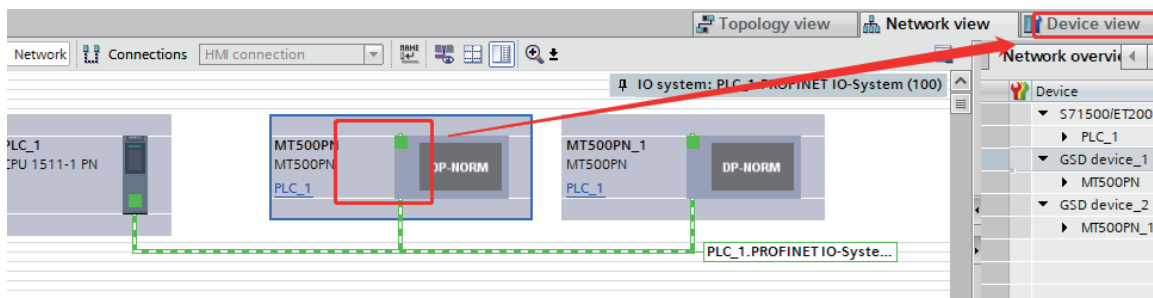 Topology view
Network view
Device view
Network
Connections
HMI connection
NAME
Network overvie
IO system: PLC_1.PROFINET IO-System (100)
Device
S71500/ET200
PLC_1
GSD device_1
MT500PN
GSD device_2
MT500PN_1
PLC_1
CPU 1511-1 PN
MT500PN
MT500PN
PLC_1
DP-NORM
MT500PN_1
MT500PN
PLC_1
DP-NORM
PLC_1.PROFINET IO-Syste...